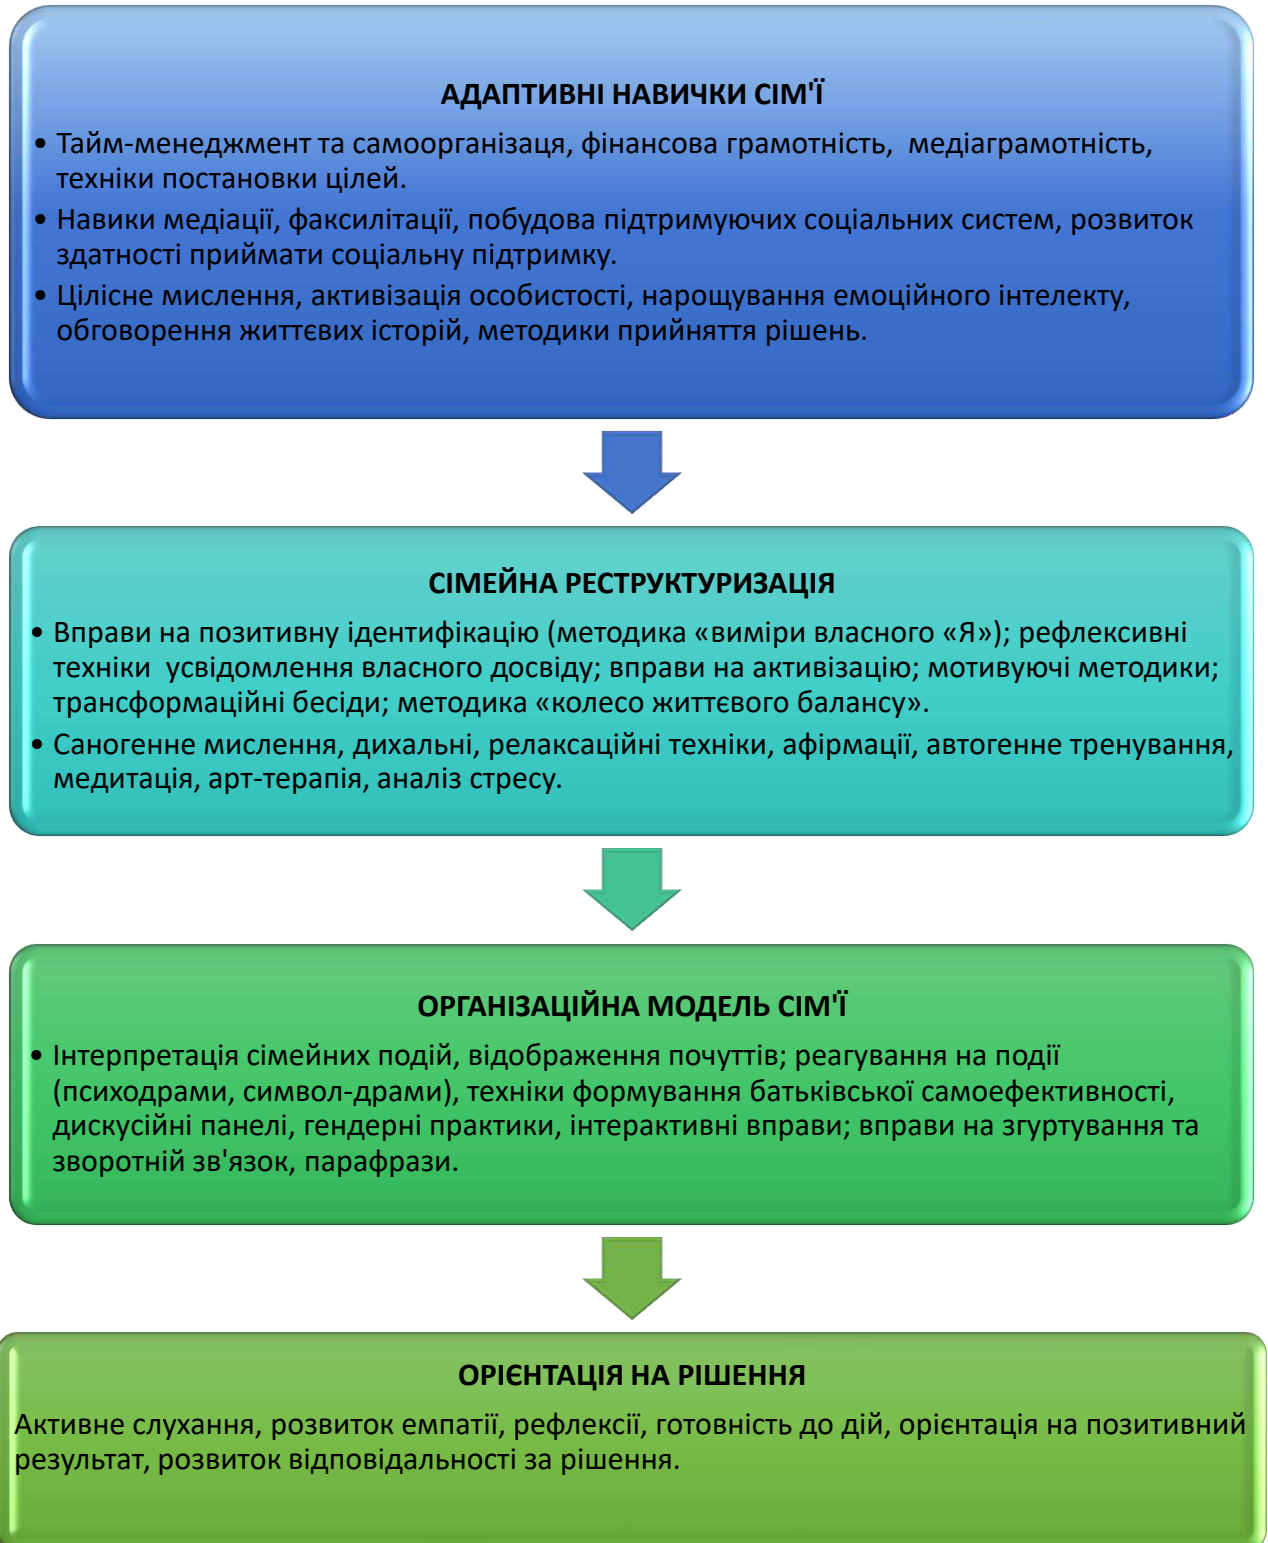 АДАПТИВНІ НАВИЧКИ СІМ'Ї
• Тайм-менеджмент та самоорганізаця, фінансова грамотність, медіаграмотність,
техніки постановки цілей.
• Навики медіації, факсилітації, побудова підтримуючих соціальних систем, розвиток
здатності приймати соціальну підтримку.
• Цілісне мислення, активізація особистості, нарощування емоційного інтелекту,
обговорення життєвих історій, методики прийняття рішень.
СІМЕЙНА РЕСТРУКТУРИЗАЦІЯ
• Вправи на позитивну ідентифікацію (методика «виміри власного «Я»); рефлексивні
техніки усвідомлення власного досвіду; вправи на активізацію; мотивуючі методики;
трансформаційні бесіди; методика «колесо життєвого балансу».
• Саногенне мислення, дихальні, релаксаційні техніки, афірмації, автогенне тренування,
медитація, арт-терапія, аналіз стресу.
ОРГАНІЗАЦІЙНА МОДЕЛЬ СІМ'Ї
• Інтерпретація сімейних подій, відображення почуттів; реагування на події
(психодрами, символ-драми), техніки формування батьківської самоефективності,
дискусійні панелі, гендерні практики, інтерактивні вправи; вправи на згуртування та
зворотній зв'язок, парафрази.
ОРІЄНТАЦІЯ НА РІШЕННЯ
Активне слухання, розвиток емпатії, рефлексії, готовність до дій, орієнтація на позитивний
результат, розвиток відповідальності за рішення.